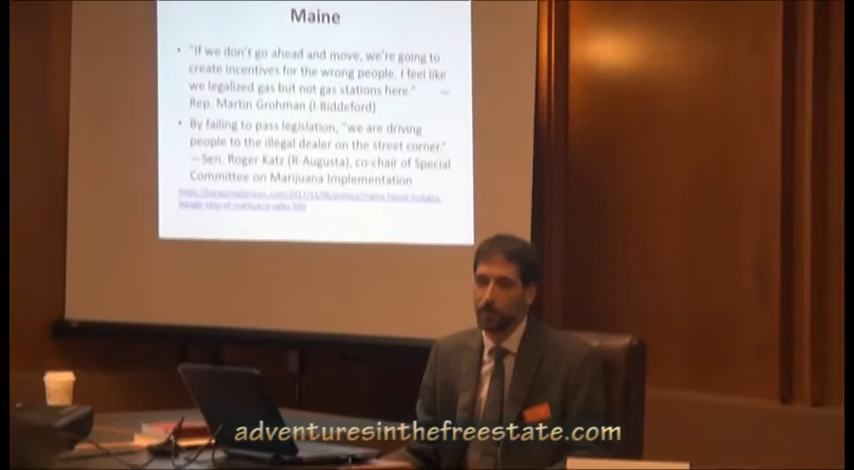 Maine
• "If we don't go ahead and move, we're going to
create incentives for the wrong people. I feel like
we legalized gas but not gas stations here." —
Rep. Martin Grohman (I-Biddeford)
• By failing to pass legislation, "we are driving
people to the illegal dealer on the street corner."
—Sen. Roger Katz (R-Augusta), co-chair of Special
Committee on Marijuana Implementation
adventuresinthefreestate.com